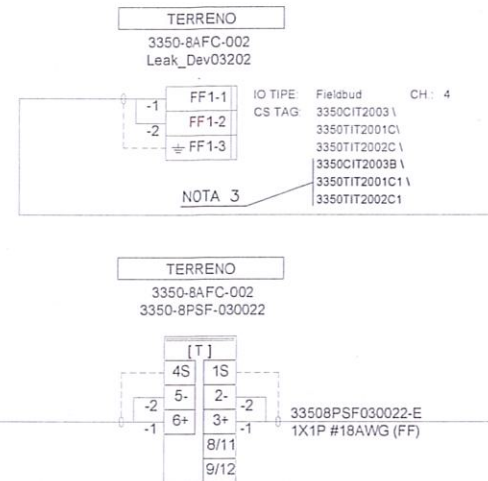 TERRENO
3350-8AFC-002
Leak_Dev03202
-1 FF1-1
-2 FF1-2
FF1-3
IO TIPE: Fieldbud CH.: 4
CS TAG: 3350CIT2003 \
3350TIT2001C\
3350TIT2002C \
3350CIT2003B \
3350TIT2001C1 \
3350TIT2002C1
NOTA 3
TERRENO
3350-8AFC-002
3350-8PSF-030022
[T]
4S 1S
-2 5- 2- -2
-1 6+ 3+ -1
8/11
9/12
33508PSF030022-E
1X1P #18AWG (FF)